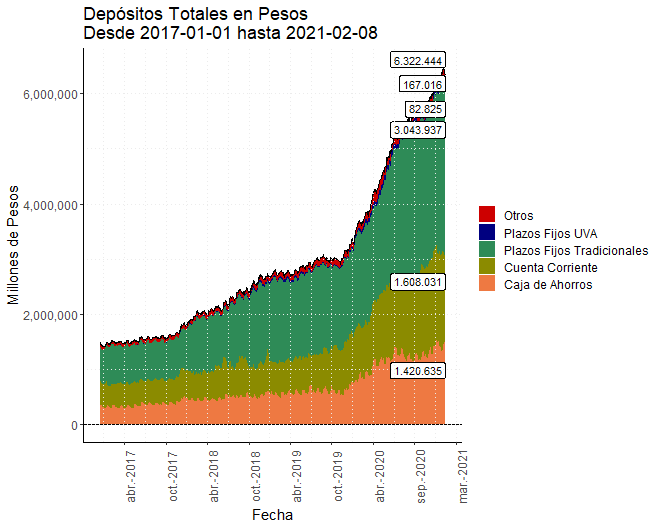 Depósitos Totales en Pesos
Desde 2017-01-01 hasta 2021-02-08
Millones de Pesos
6,000,000
4,000,000
2,000,000
0
6.322.444
167.016
82.825
3.043.937
1.608.031
1.420.635
abr.-2017
oct.-2017
abr.-2018
oct.-2018
abr.-2019
oct.-2019
abr.-2020
sep.-2020
mar.-2021
Fecha
Otros
Plazos Fijos UVA
Plazos Fijos Tradicionales
Cuenta Corriente
Caja de Ahorros